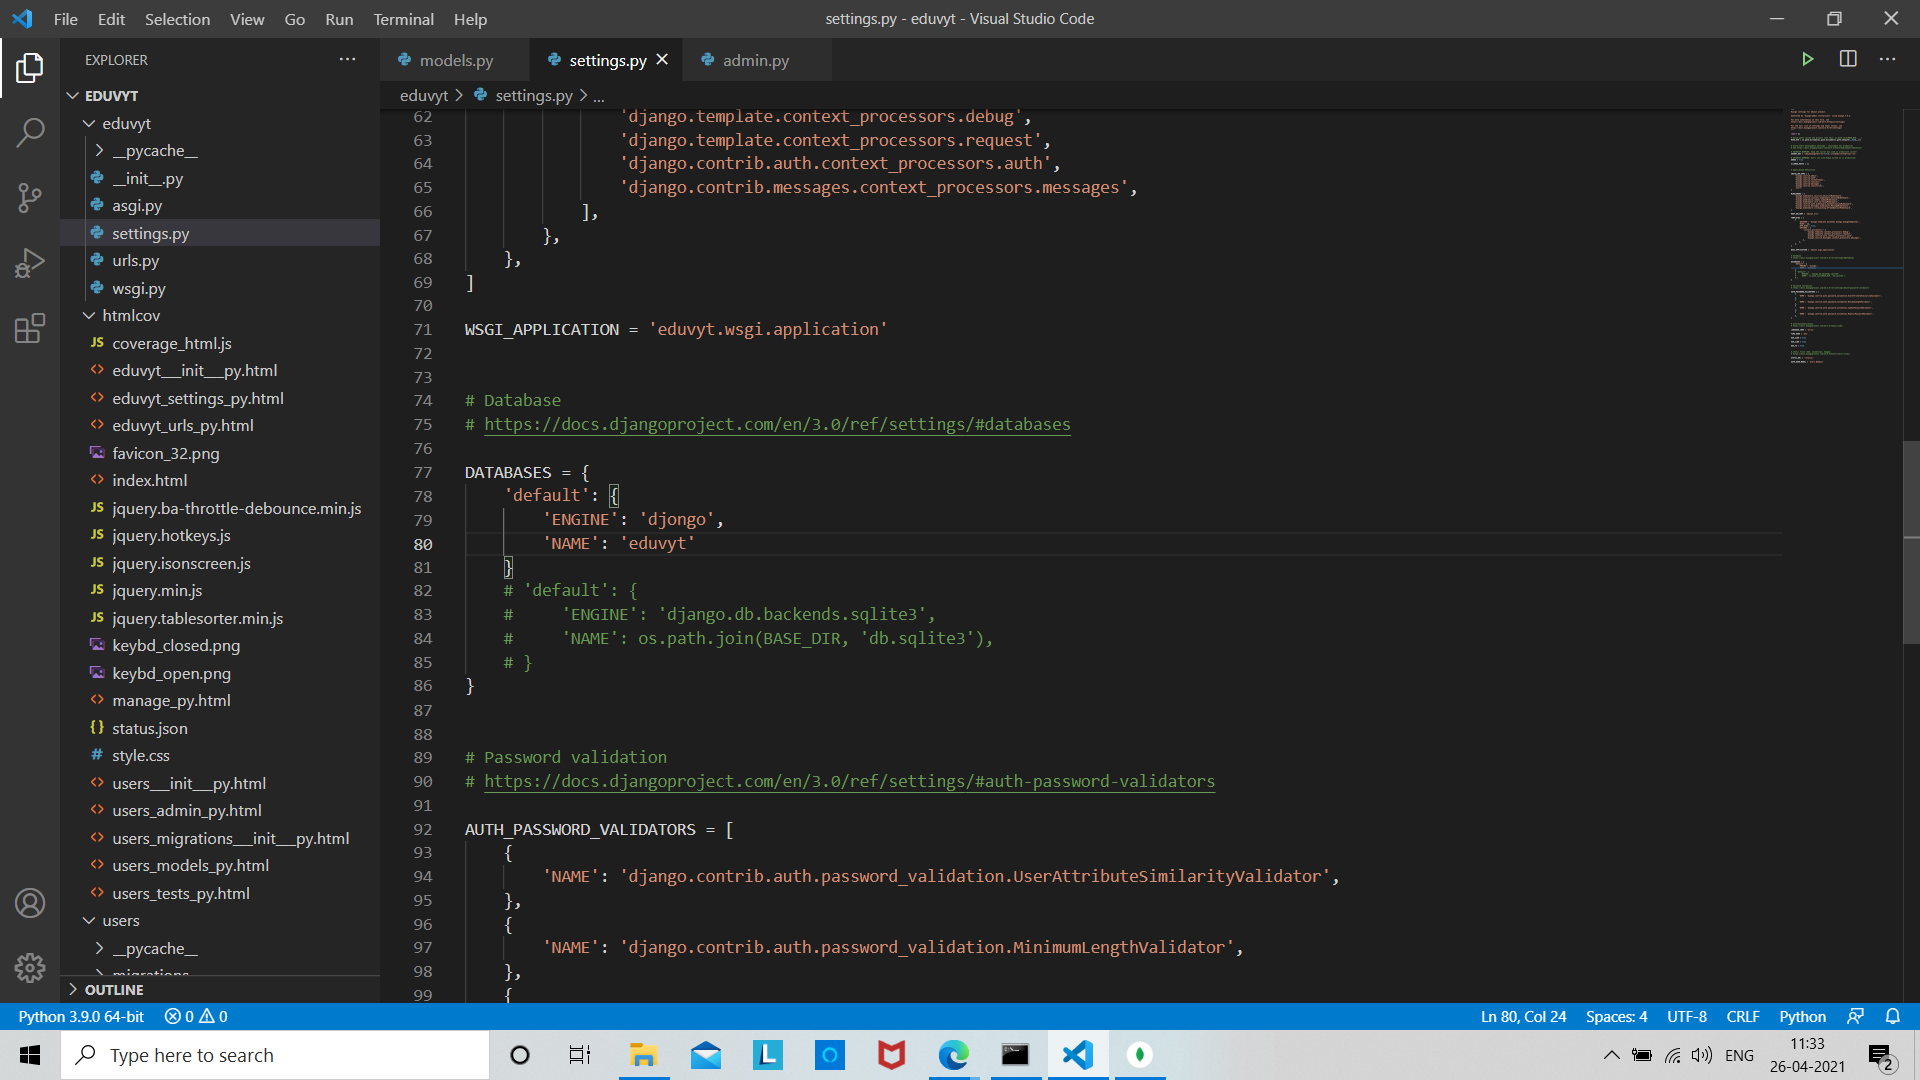 File Edit Selection View Go Run Terminal Help
settings.py - eduvyt - Visual Studio Code
EXPLORER
EDUVYT
eduvyt
__pycache__
__init__.py
asgi.py
settings.py
urls.py
wsgi.py
htmlcov
JS coverage_html.js
eduvyt___init___py.html
eduvyt_settings_py.html
eduvyt_urls_py.html
favicon_32.png
index.html
JS jquery.ba-throttle-debounce.min.js
JS jquery.hotkeys.js
JS jquery.isonscreen.js
JS jquery.min.js
JS jquery.tablesorter.min.js
keybd_closed.png
keybd_open.png
manage_py.html
{} status.json
# style.css
users___init___py.html
users_admin_py.html
users_migrations___init___py.html
users_models_py.html
users_tests_py.html
users
__pycache__
migrations
OUTLINE
models.py settings.py admin.py
eduvyt > settings.py > ...
62 'django.template.context_processors.debug',
63 'django.template.context_processors.request',
64 'django.contrib.auth.context_processors.auth',
65 'django.contrib.messages.context_processors.messages',
66 ],
67 },
68 },
69 ]
70
71 WSGI_APPLICATION = 'eduvyt.wsgi.application'
72
73
74 # Database
75 # https://docs.djangoproject.com/en/3.0/ref/settings/#databases
76
77 DATABASES = {
78 'default': {
79 'ENGINE': 'djongo',
80 'NAME': 'eduvyt'
81 }
82 # 'default': {
83 #     'ENGINE': 'django.db.backends.sqlite3',
84 #     'NAME': os.path.join(BASE_DIR, 'db.sqlite3'),
85 # }
86 }
87
88
89 # Password validation
90 # https://docs.djangoproject.com/en/3.0/ref/settings/#auth-password-validators
91
92 AUTH_PASSWORD_VALIDATORS = [
93 {
94 'NAME': 'django.contrib.auth.password_validation.UserAttributeSimilarityValidator',
95 },
96 {
97 'NAME': 'django.contrib.auth.password_validation.MinimumLengthValidator',
98 },
99 {
Python 3.9.0 64-bit 0 0 Ln 80, Col 24 Spaces: 4 UTF-8 CRLF Python
Type here to search
L
ENG
11:33
26-04-2021
2